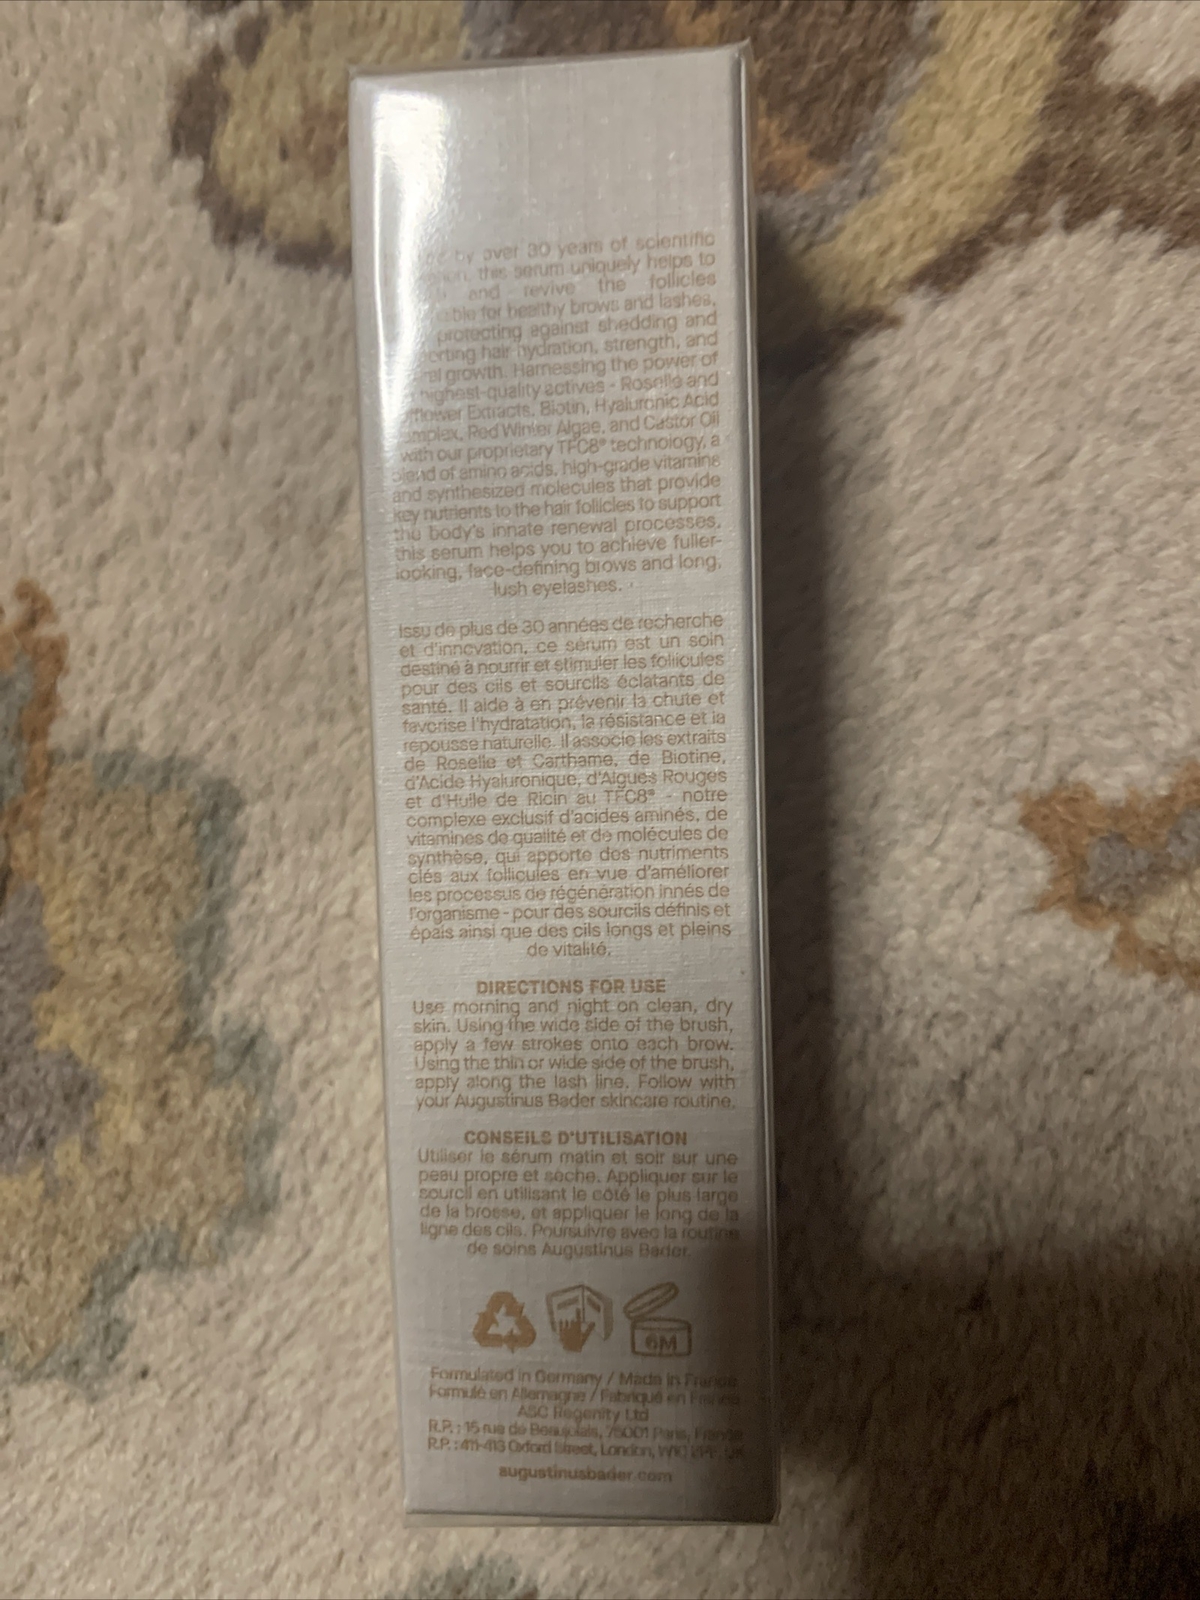 by over 30 years of scientific
this serum uniquely helps to
and revive the follicles
for healthy brows and lashes,
protecting against shedding and
hair hydration, strength, and
growth. Harnessing the power of
highest-quality actives - Roselle and
Extracts, Biotin, Hyaluronic Acid
Red Winter Algae, and Castor Oil
with our proprietary TFC8® technology, a
blend of amino acids, high-grade vitamins
and synthesized molecules that provide
key nutrients to the hair follicles to support
the body's innate renewal processes,
this serum helps you to achieve fuller-
looking, face-defining brows and long,
lush eyelashes.
Issu de plus de 30 années de recherche
et d'innovation, ce sérum est un soin
destiné à nourrir et stimuler les follicules
pour des cils et sourcils éclatants de
santé. Il aide à en prévenir la chute et
favorise l'hydratation, la résistance et la
repousse naturelle. Il associe les extraits
de Roselle et Carthame, de Biotine,
d'Acide Hyaluronique, d'Algues Rouges
et d'Huile de Ricin au TFC8® - notre
complexe exclusif d'acides aminés, de
vitamines de qualité et de molécules de
synthèse, qui apporte des nutriments
clés aux follicules en vue d'améliorer
les processus de régénération innés de
l'organisme - pour des sourcils définis et
épais ainsi que des cils longs et pleins
de vitalité.
DIRECTIONS FOR USE
Use morning and night on clean, dry
skin. Using the wide side of the brush,
apply a few strokes onto each brow.
Using the thin or wide side of the brush,
apply along the lash line. Follow with
your Augustinus Bader skincare routine.
CONSEILS D'UTILISATION
Utiliser le sérum matin et soir sur une
peau propre et sèche. Appliquer sur le
sourcil en utilisant le côté le plus large
de la brosse, et appliquer le long de la
ligne des cils. Poursuivre avec la routine
de soins Augustinus Bader.
6M
Formulated in Germany / Made in France
Formulé en Allemagne / Fabriqué en France
ASC Regenity Ltd
R.P. : 15 rue de Beaujolais, 75001 Paris, France
R.P. : 411-413 Oxford Street, London, UK
augustinusbader.com